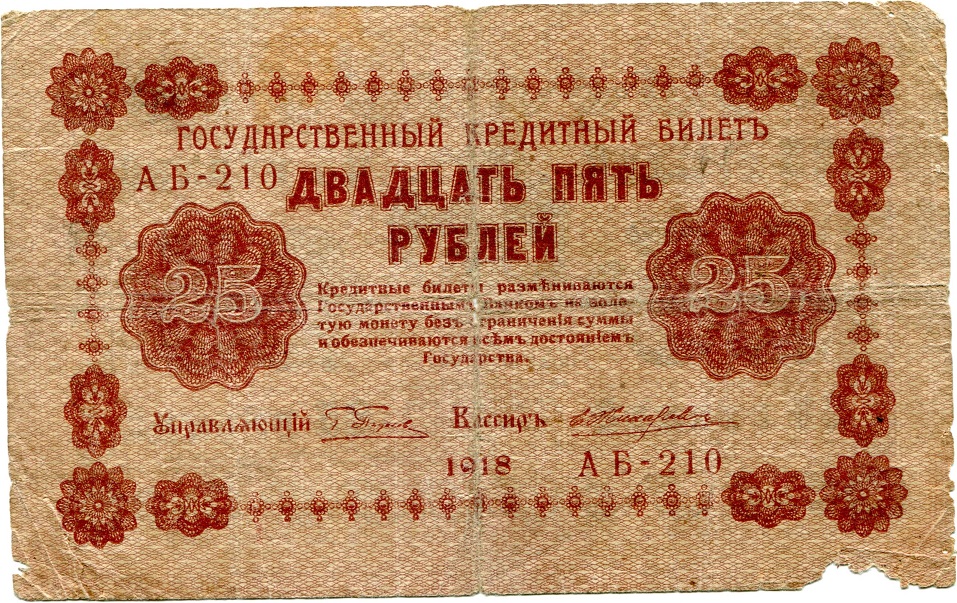 ГОСУДАРСТВЕННЫЙ КРЕДИТНЫЙ БИЛЕТЪ
АБ-210
ДВАДЦАТЬ ПЯТЬ
РУБЛЕЙ
25
25
Кредитные билеты размѣниваются
Государственнымъ Банкомъ на золо-
тую монету безъ ограниченія суммы
и обезпечиваются всѣмъ достояніемъ
Государства.
Управляющій
Кассиръ
1918 АБ-210